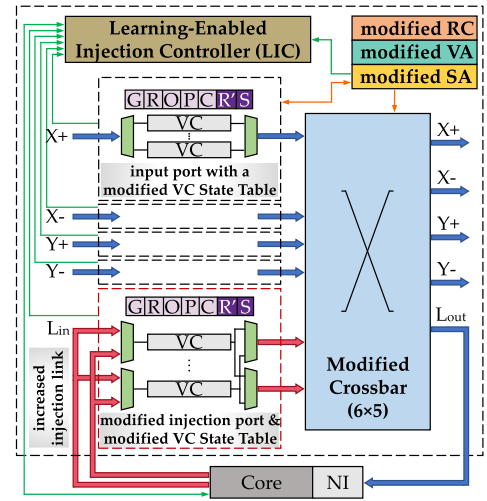 Learning-Enabled
Injection Controller (LIC)
modified RC
modified VA
modified SA
G R O P C R'S
VC
VC
X+
input port with a
modified VC State Table
X-
Y+
Y-
X+
X-
Y+
Y-
Lout
Modified
Crossbar
(6×5)
G R O P C R'S
Lin
VC
VC
increased
injection link
modified injection port &
modified VC State Table
Core
NI